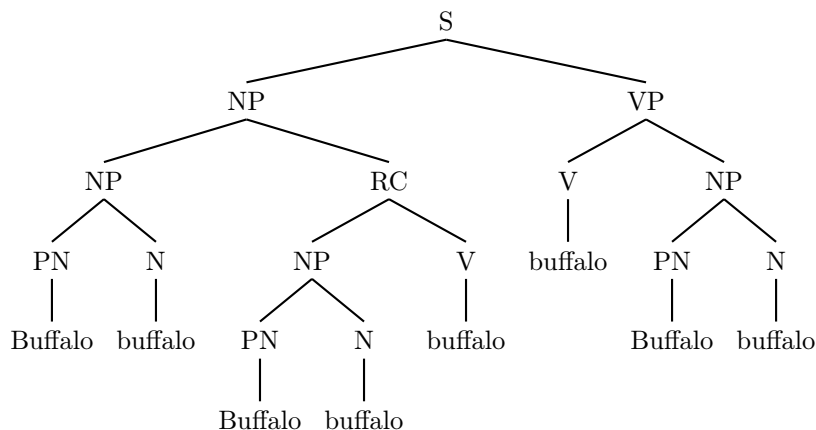 S
NP VP
NP RC V NP
PN N NP V buffalo PN N
Buffalo buffalo PN N buffalo Buffalo buffalo
Buffalo buffalo